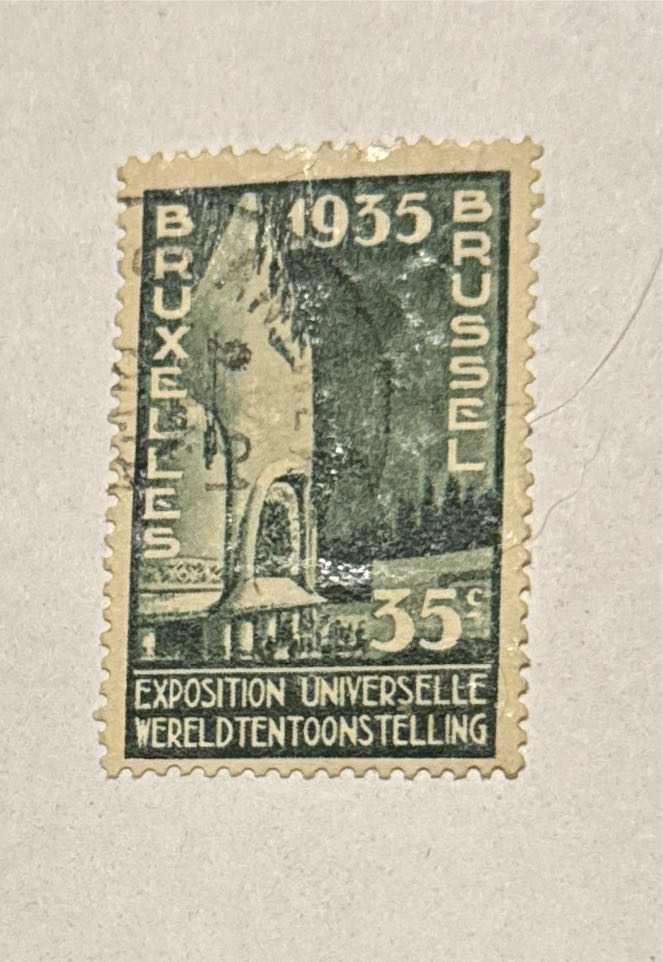 1935
BRUXELLES
BRUSSEL
35c
EXPOSITION UNIVERSELLE
WERELDTENTOONSTELLING